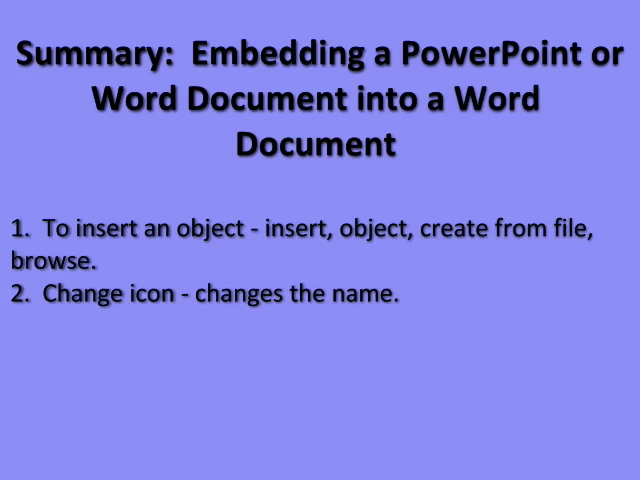 Summary:  Embedding a PowerPoint or
Word Document into a Word
Document
1.  To insert an object - insert, object, create from file,
browse.
2.  Change icon - changes the name.